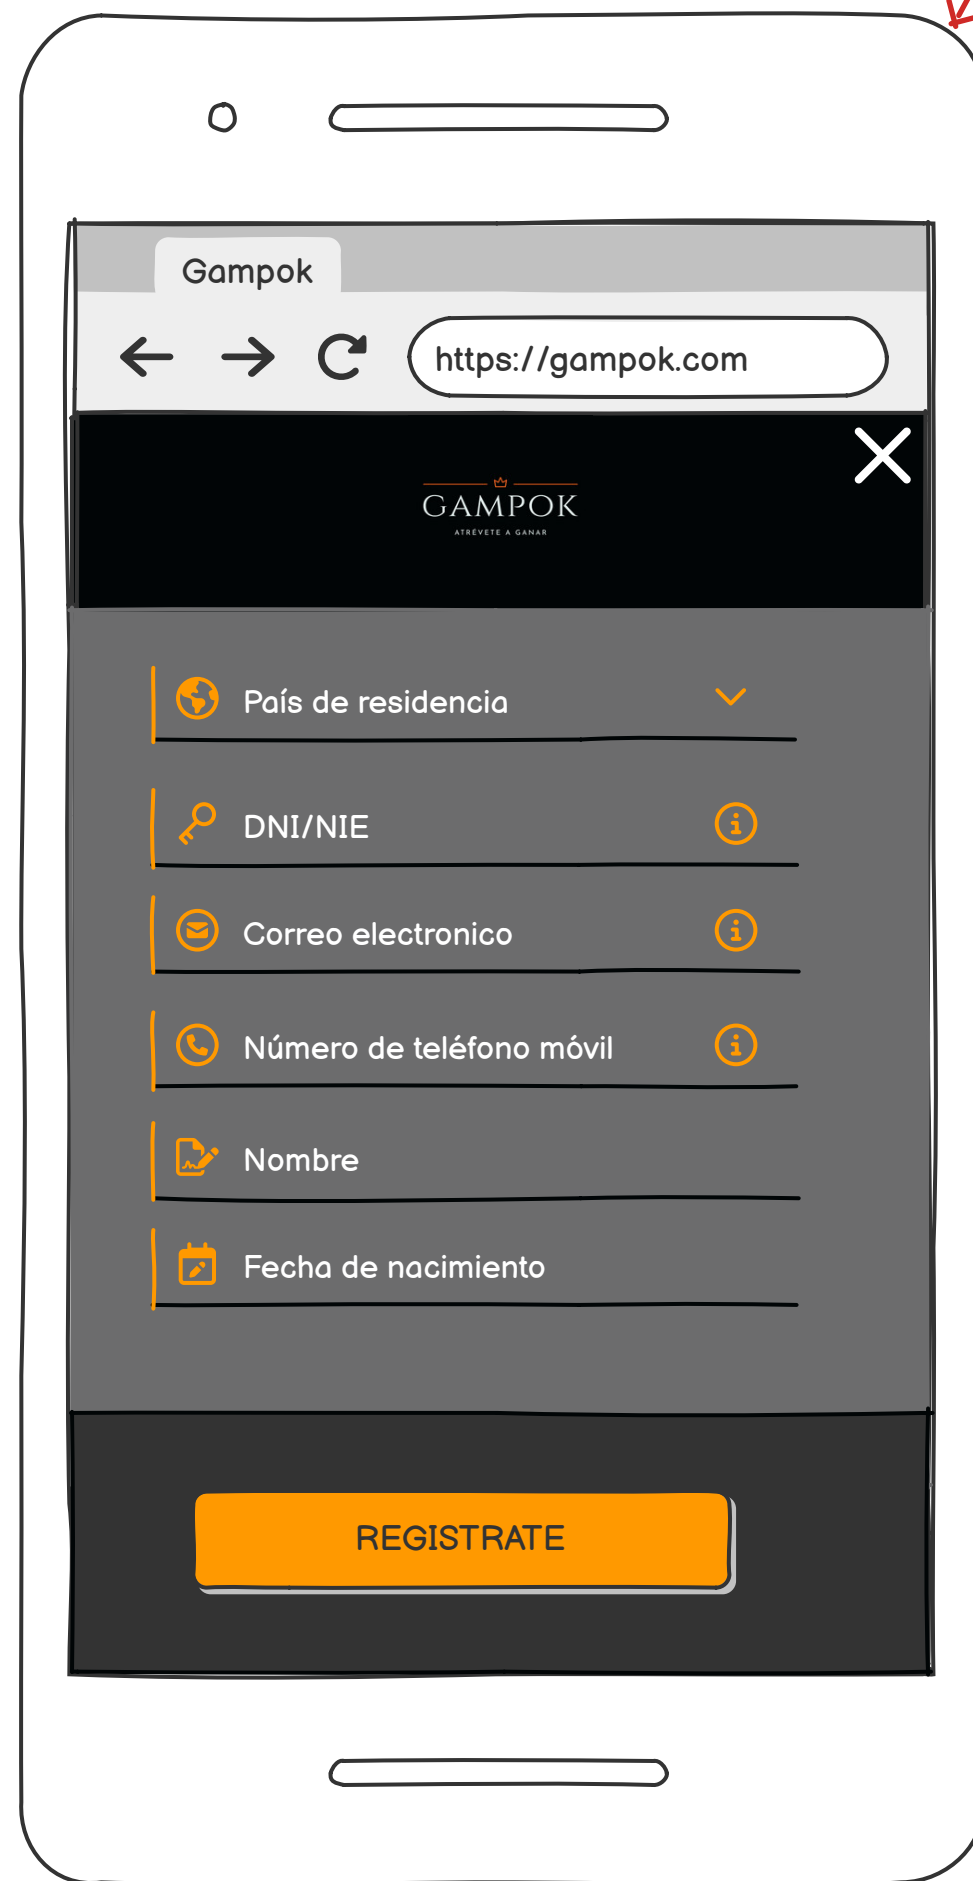 Gampok
https://gampok.com
GAMPOK
ATRÉVETE A GANAR
País de residencia
DNI/NIE
Correo electronico
Número de teléfono móvil
Nombre
Fecha de nacimiento
REGISTRATE